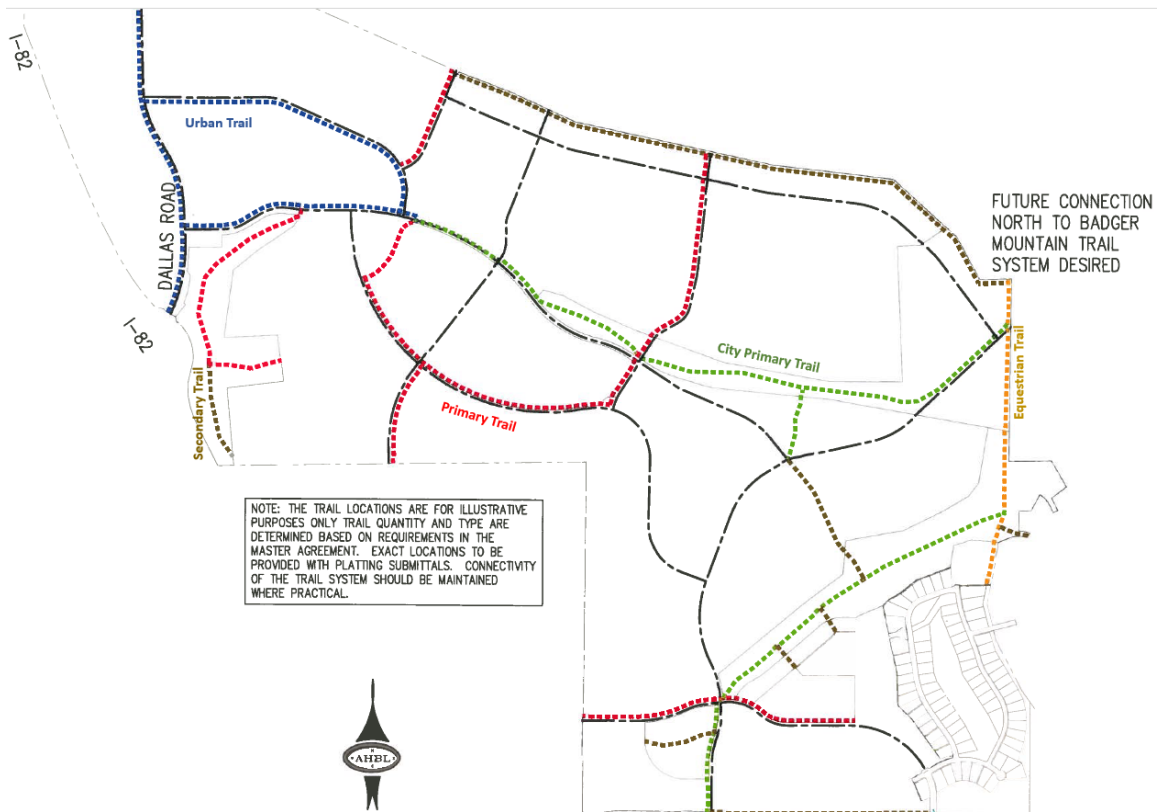 I-82
Urban Trail
DALLAS ROAD
FUTURE CONNECTION
NORTH TO BADGER
MOUNTAIN TRAIL
SYSTEM DESIRED
I-82
City Primary Trail
Equestrian Trail
Secondary Trail
Primary Trail
NOTE: THE TRAIL LOCATIONS ARE FOR ILLUSTRATIVE
PURPOSES ONLY TRAIL QUANTITY AND TYPE ARE
DETERMINED BASED ON REQUIREMENTS IN THE
MASTER AGREEMENT. EXACT LOCATIONS TO BE
PROVIDED WITH PLATTING SUBMITTALS. CONNECTIVITY
OF THE TRAIL SYSTEM SHOULD BE MAINTAINED
WHERE PRACTICAL.
AHBL